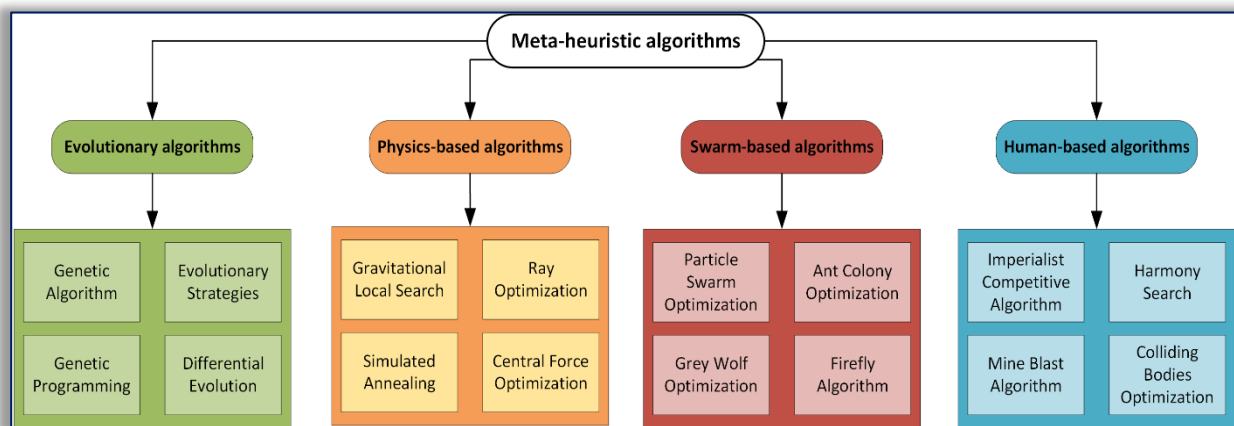 Meta-heuristic algorithms
Evolutionary algorithms
Physics-based algorithms
Swarm-based algorithms
Human-based algorithms
Genetic
Algorithm
Evolutionary
Strategies
Genetic
Programming
Differential
Evolution
Gravitational
Local Search
Ray
Optimization
Simulated
Annealing
Central Force
Optimization
Particle
Swarm
Optimization
Ant Colony
Optimization
Grey Wolf
Optimization
Firefly
Algorithm
Imperialist
Competitive
Algorithm
Harmony
Search
Mine Blast
Algorithm
Colliding
Bodies
Optimization